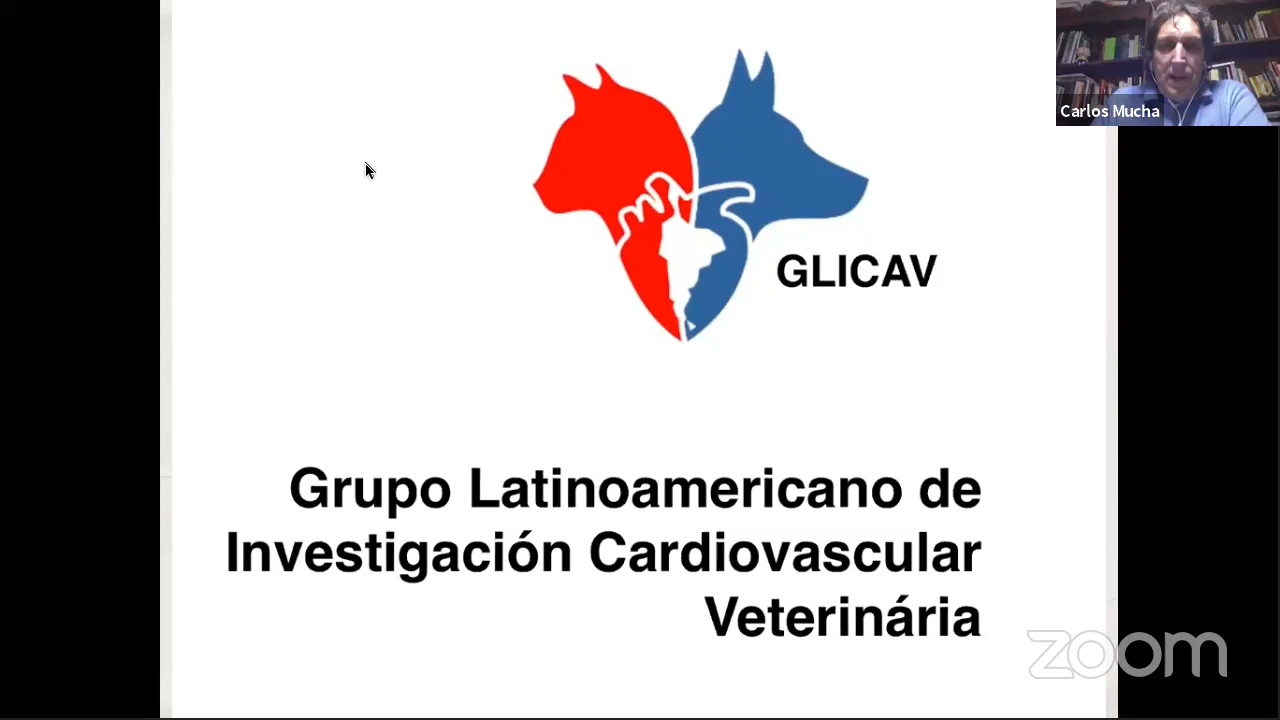 Carlos Mucha
GLICAV
Grupo Latinoamericano de
Investigación Cardiovascular
Veterinária
zoom